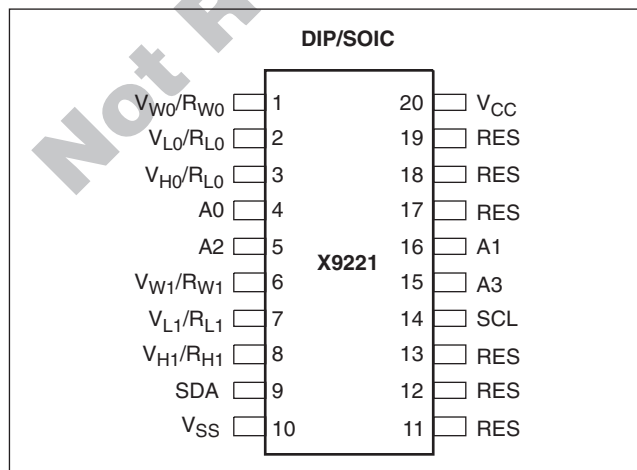 Not R
DIP/SOIC
VW0/RW0 1 20 VCC
VL0/RL0 2 19 RES
VH0/RL0 3 18 RES
A0 4 17 RES
A2 5 16 A1
X9221
VW1/RW1 6 15 A3
VL1/RL1 7 14 SCL
VH1/RH1 8 13 RES
SDA 9 12 RES
VSS 10 11 RES